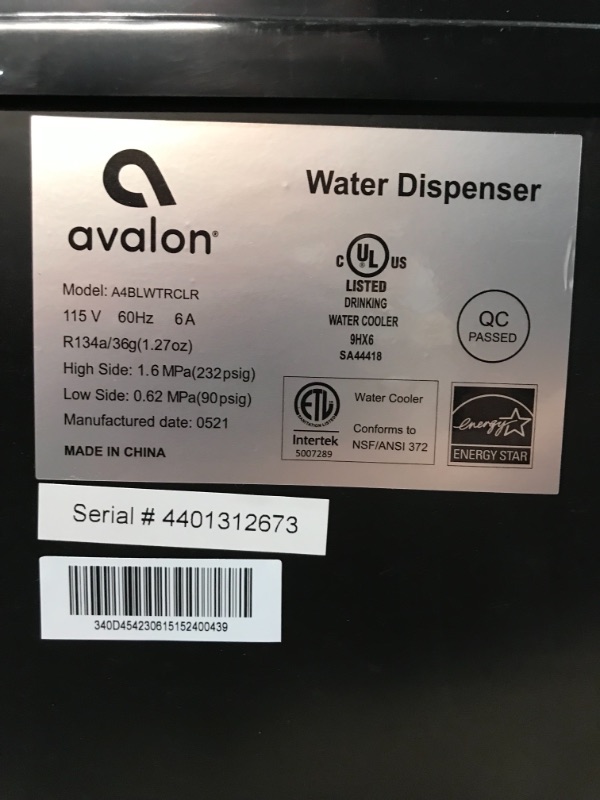 avalon®
Water Dispenser
Model: A4BLWTRCLR
115 V 60Hz 6A
R134a/36g(1.27oz)
High Side: 1.6 MPa(232psig)
Low Side: 0.62 MPa(90psig)
Manufactured date: 0521
MADE IN CHINA
C UL US
LISTED
DRINKING
WATER COOLER
9HX6
SA44418
QC
PASSED
ETL
Intertek
5007289
Water Cooler
Conforms to
NSF/ANSI 372
energy
ENERGY STAR
Serial # 4401312673
340D454230615152400439